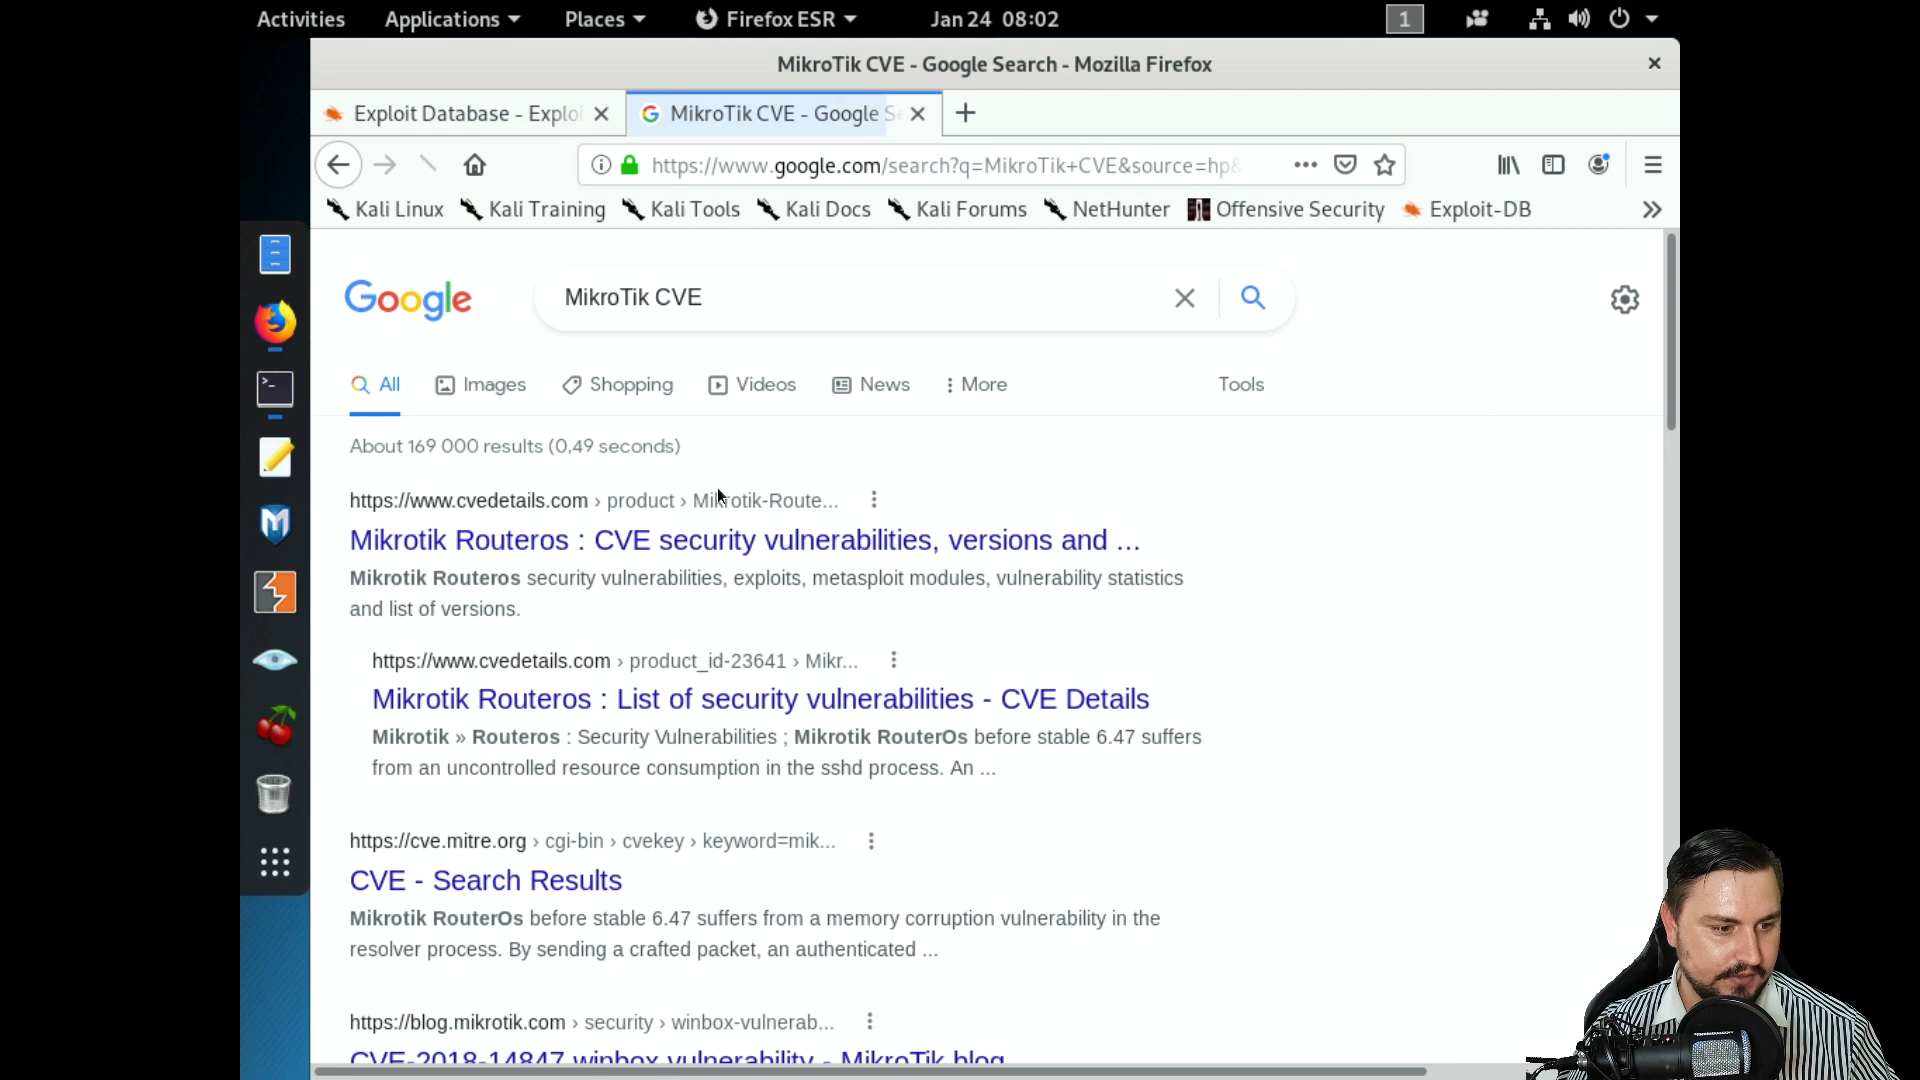 Activities Applications Places Firefox ESR Jan 24 08:02 1
MikroTik CVE - Google Search - Mozilla Firefox
Exploit Database - Exploi MikroTik CVE - Google S
https://www.google.com/search?q=MikroTik+CVE&source=hp&
Kali Linux Kali Training Kali Tools Kali Docs Kali Forums NetHunter Offensive Security Exploit-DB
Google MikroTik CVE
All Images Shopping Videos News More Tools
About 169 000 results (0,49 seconds)
https://www.cvedetails.com › product › Mikrotik-Route...
Mikrotik Routeros : CVE security vulnerabilities, versions and ...
Mikrotik Routeros security vulnerabilities, exploits, metasploit modules, vulnerability statistics
and list of versions.
https://www.cvedetails.com › product_id-23641 › Mikr...
Mikrotik Routeros : List of security vulnerabilities - CVE Details
Mikrotik » Routeros : Security Vulnerabilities ; Mikrotik RouterOs before stable 6.47 suffers
from an uncontrolled resource consumption in the sshd process. An ...
https://cve.mitre.org › cgi-bin › cvekey › keyword=mik...
CVE - Search Results
Mikrotik RouterOs before stable 6.47 suffers from a memory corruption vulnerability in the
resolver process. By sending a crafted packet, an authenticated ...
https://blog.mikrotik.com › security › winbox-vulnerab...
CVE-2018-14847 winbox vulnerability - MikroTik blog